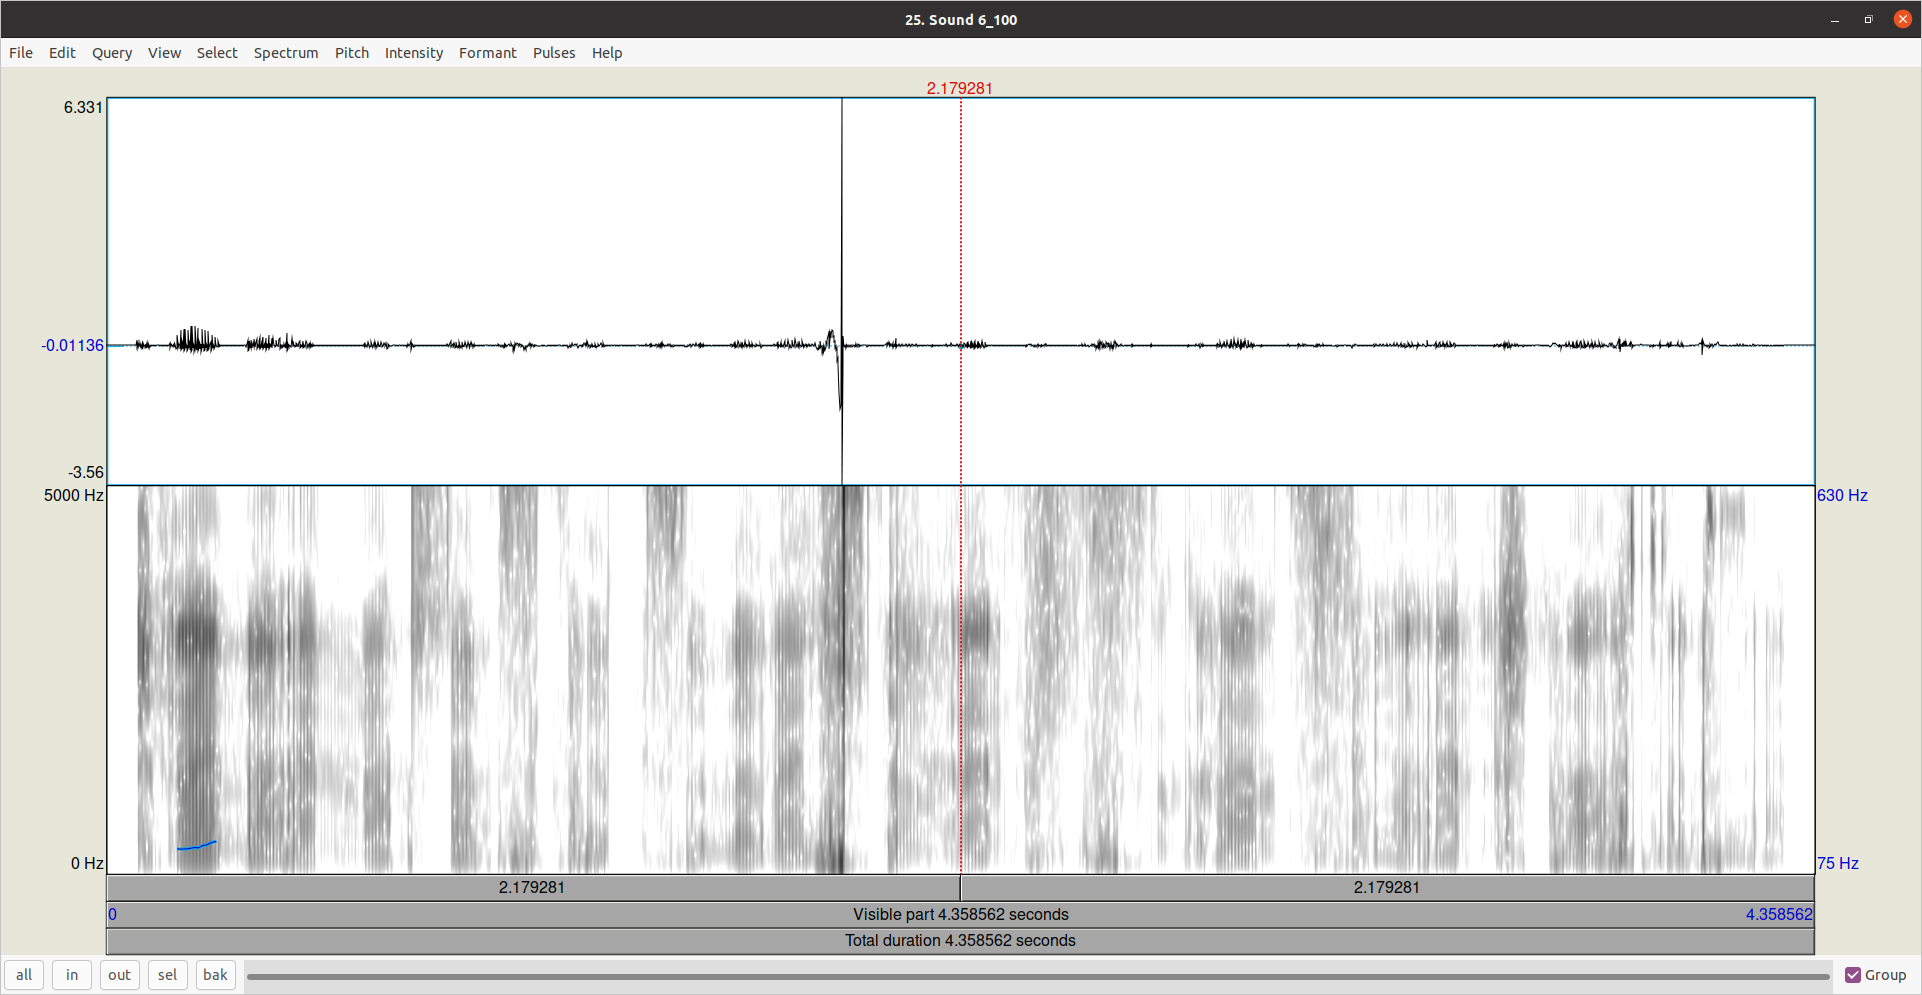 25. Sound 6_100
File Edit Query View Select Spectrum Pitch Intensity Formant Pulses Help
2.179281
6.331
-0.01136
-3.56
5000 Hz
630 Hz
0 Hz
75 Hz
2.179281 2.179281
0 Visible part 4.358562 seconds 4.358562
Total duration 4.358562 seconds
all in out sel bak Group